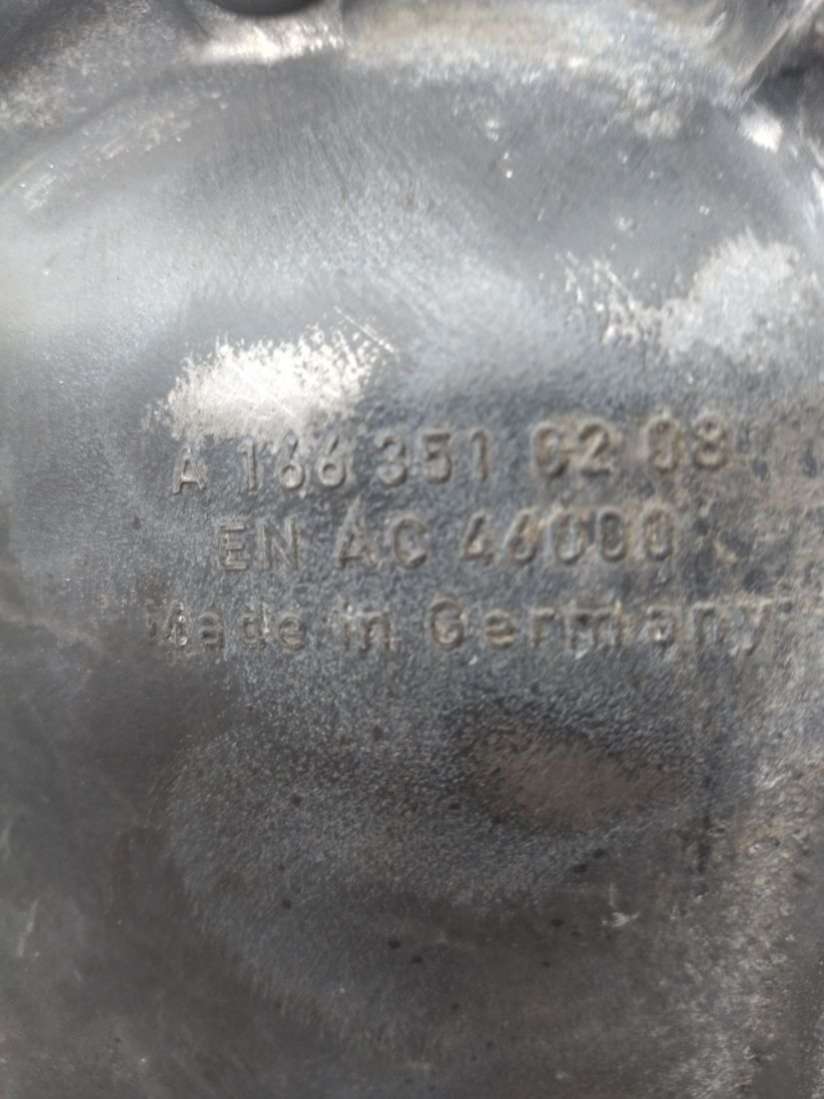 A 166 351 02 08
EN AC 46000
Made in Germany